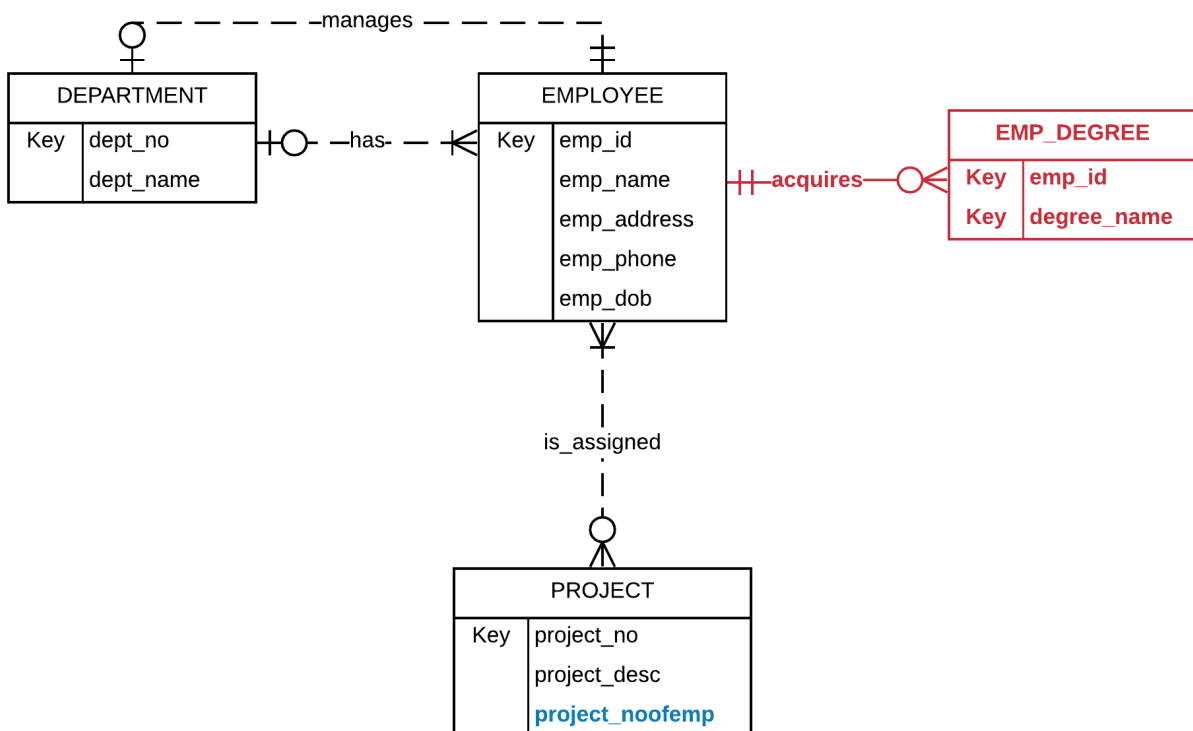 manages
DEPARTMENT
Key dept_no
dept_name
has
EMPLOYEE
Key emp_id
emp_name
emp_address
emp_phone
emp_dob
acquires
EMP_DEGREE
Key emp_id
Key degree_name
is_assigned
PROJECT
Key project_no
project_desc
project_noofemp